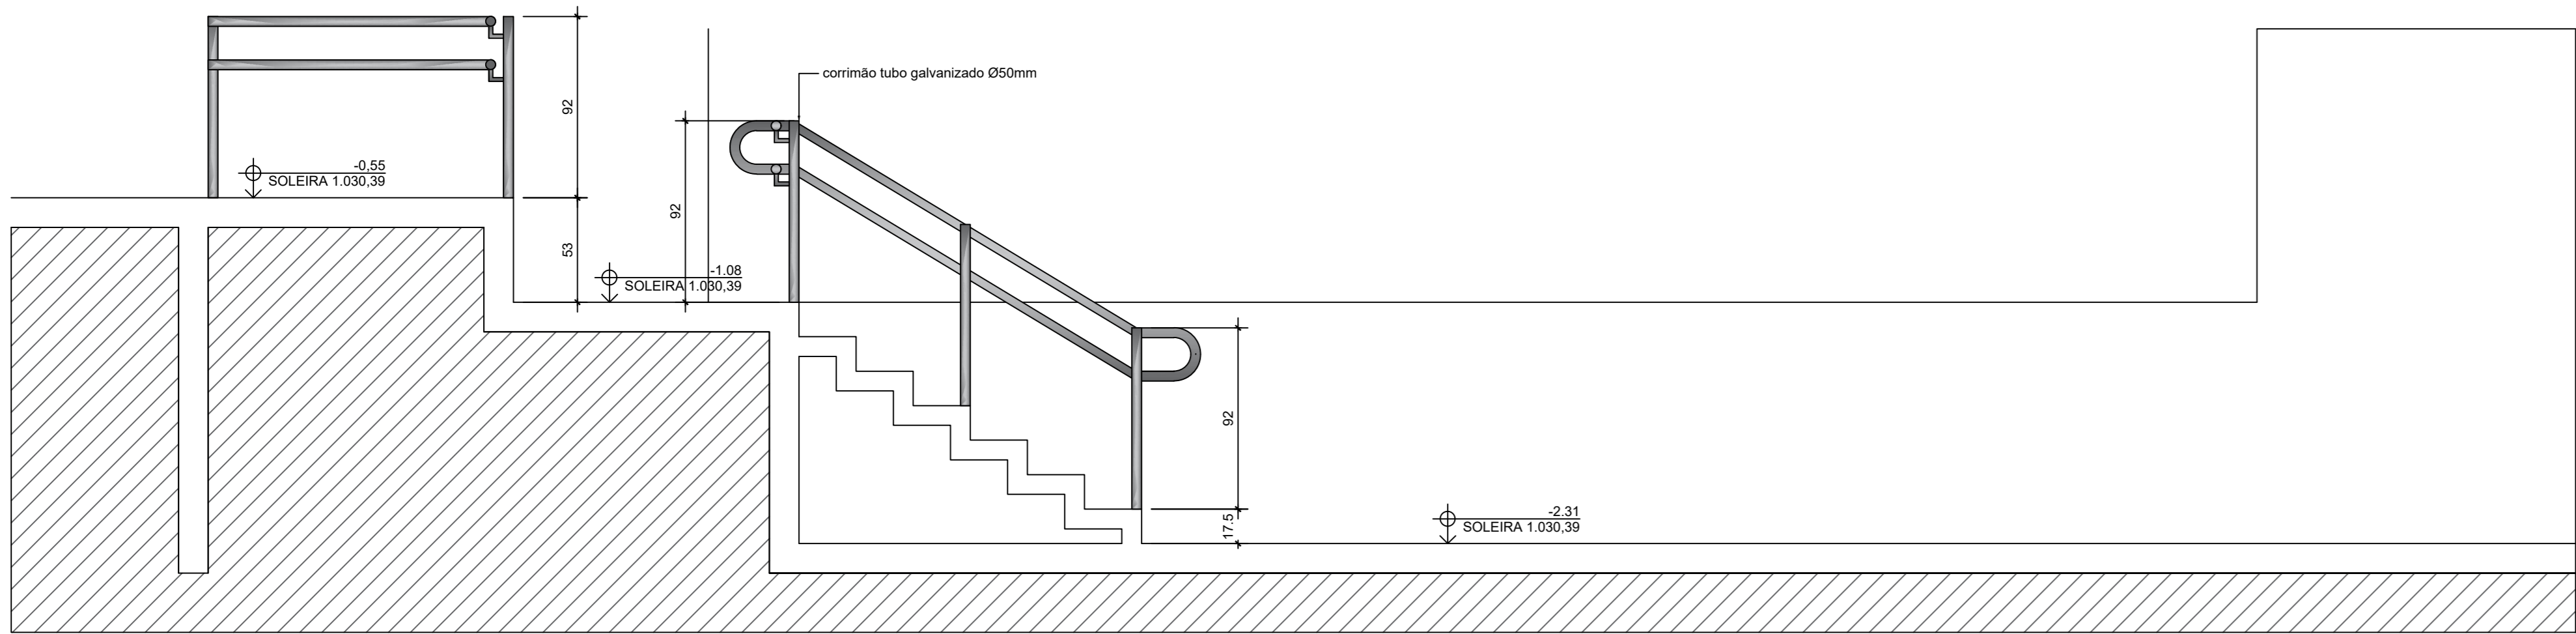 corrimão tubo galvanizado Ø50mm
92
-0,55
SOLEIRA 1.030,39
92
53
-1.08
SOLEIRA 1.030,39
92
17.5
-2.31
SOLEIRA 1.030,39